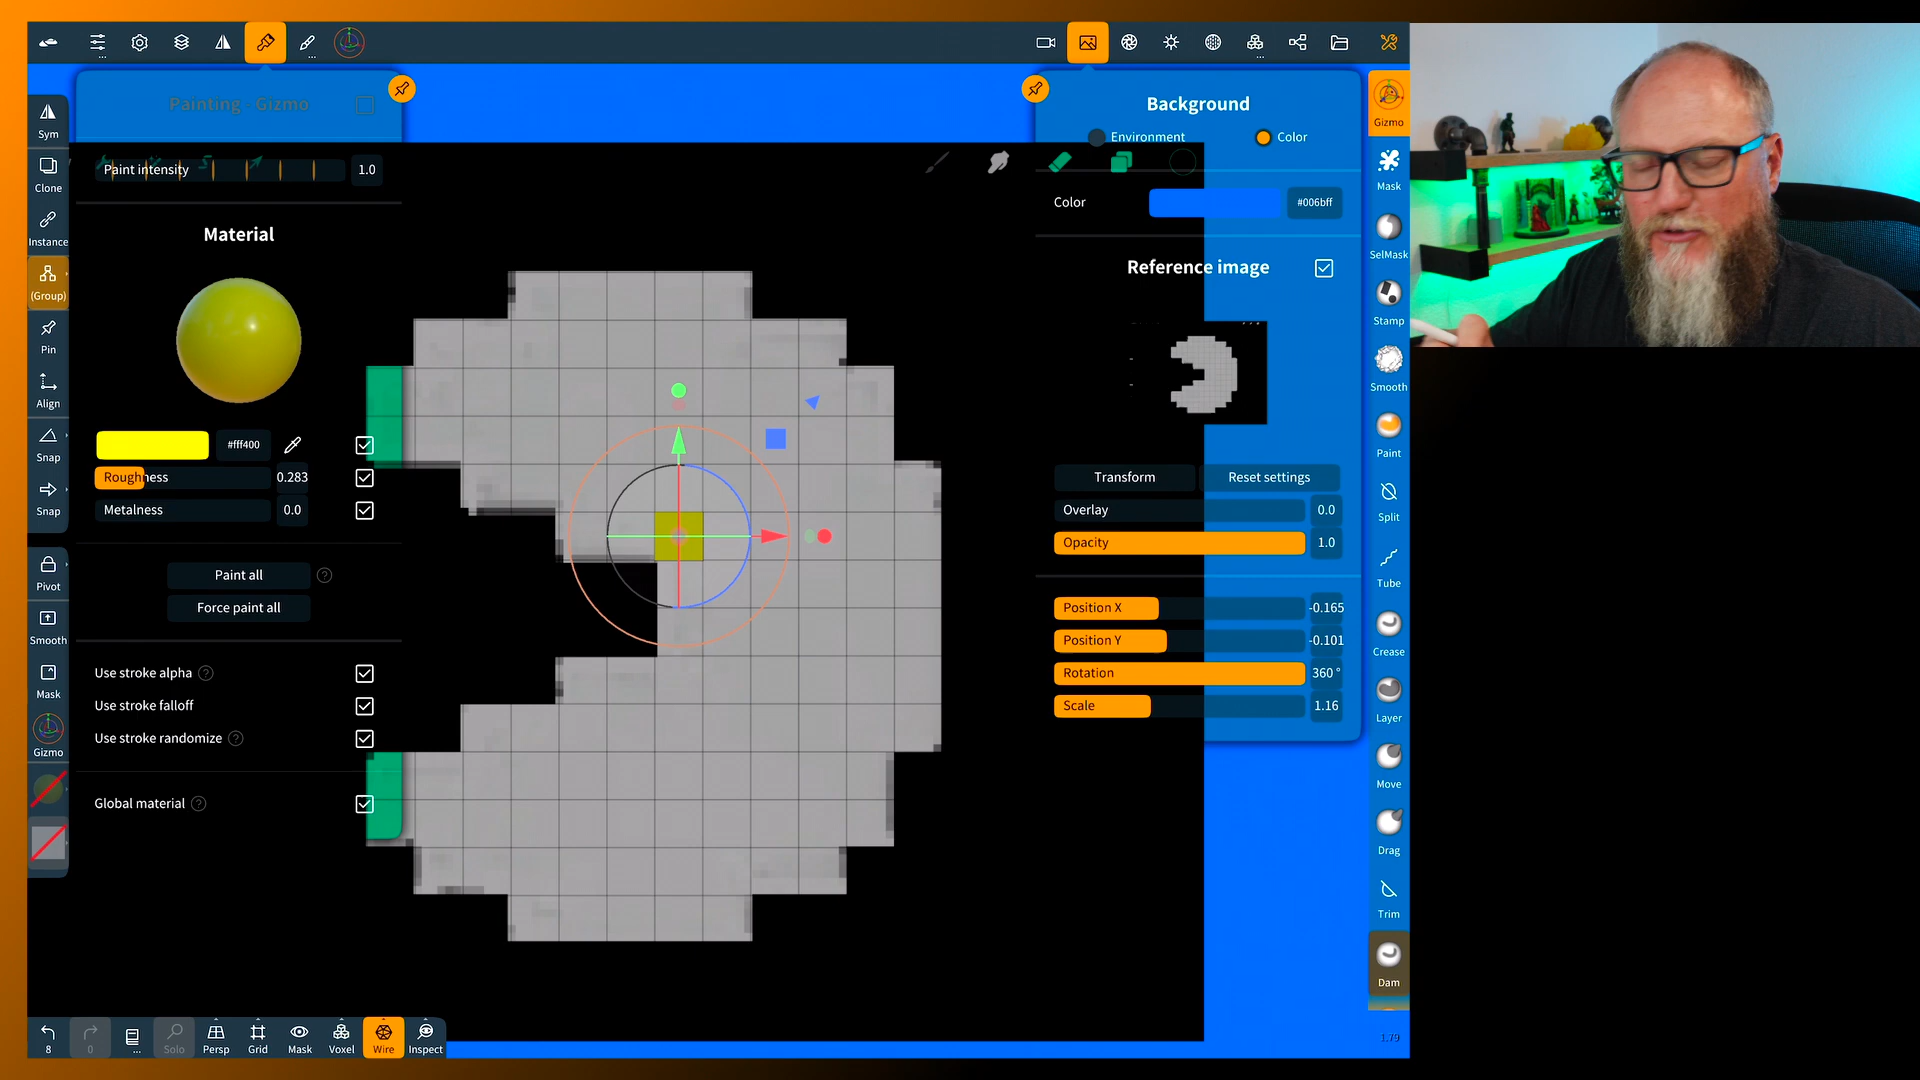 Painting - Gizmo
Paint intensity 1.0
Material
#fff400
Roughness 0.283
Metalness 0.0
Paint all ?
Force paint all
Use stroke alpha ?
Use stroke falloff
Use stroke randomize ?
Global material ?
Sym
Clone
Instance
(Group)
Pin
Align
Snap
Snap
Pivot
Smooth
Mask
Gizmo
8
0
...
Solo
Persp
Grid
Mask
Voxel
Wire
Inspect
Background
Environment Color
Color #006bff
Reference image
Transform Reset settings
Overlay 0.0
Opacity 1.0
Position X -0.165
Position Y -0.101
Rotation 360 °
Scale 1.16
Gizmo
Mask
SelMask
Stamp
Smooth
Paint
Split
Tube
Crease
Layer
Move
Drag
Trim
Dam
1.79